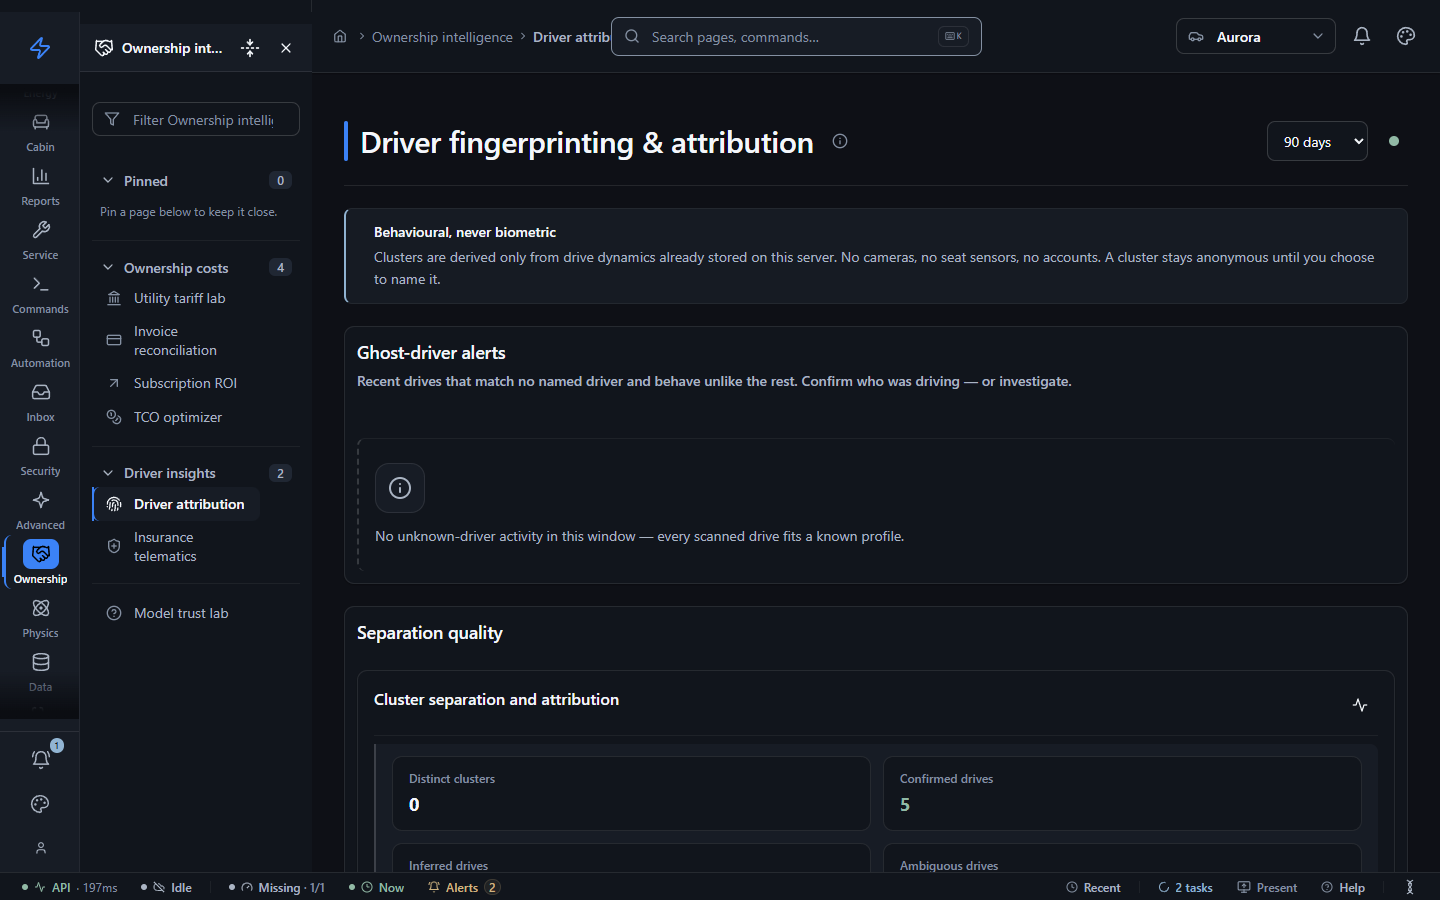 Ownership int...
Ownership intelligence
Driver attrib
Search pages, commands...
K
Aurora
Cabin
Reports
Service
Commands
Automation
Inbox
Security
Advanced
Ownership
Physics
Data
1
Filter Ownership intelli
Pinned
0
Pin a page below to keep it close.
Ownership costs
4
Utility tariff lab
Invoice
reconciliation
Subscription ROI
TCO optimizer
Driver insights
2
Driver attribution
Insurance
telematics
Model trust lab
Driver fingerprinting & attribution
90 days
Behavioural, never biometric
Clusters are derived only from drive dynamics already stored on this server. No cameras, no seat sensors, no accounts. A cluster stays anonymous until you choose
to name it.
Ghost-driver alerts
Recent drives that match no named driver and behave unlike the rest. Confirm who was driving — or investigate.
No unknown-driver activity in this window — every scanned drive fits a known profile.
Separation quality
Cluster separation and attribution
Distinct clusters
0
Confirmed drives
5
Inferred drives
Ambiguous drives
API · 197ms
Idle
Missing · 1/1
Now
Alerts 2
Recent
2 tasks
Present
Help